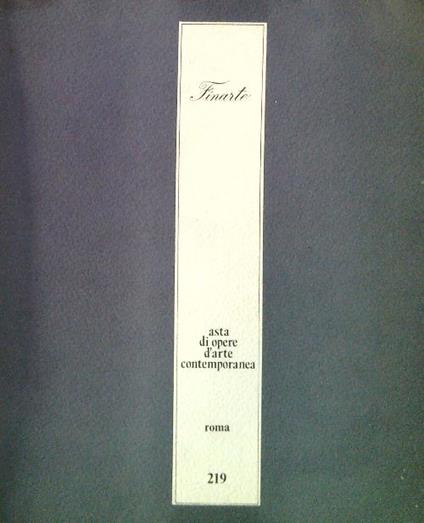 Finarte
asta
di opere
d'arte
contemporanea
roma
219